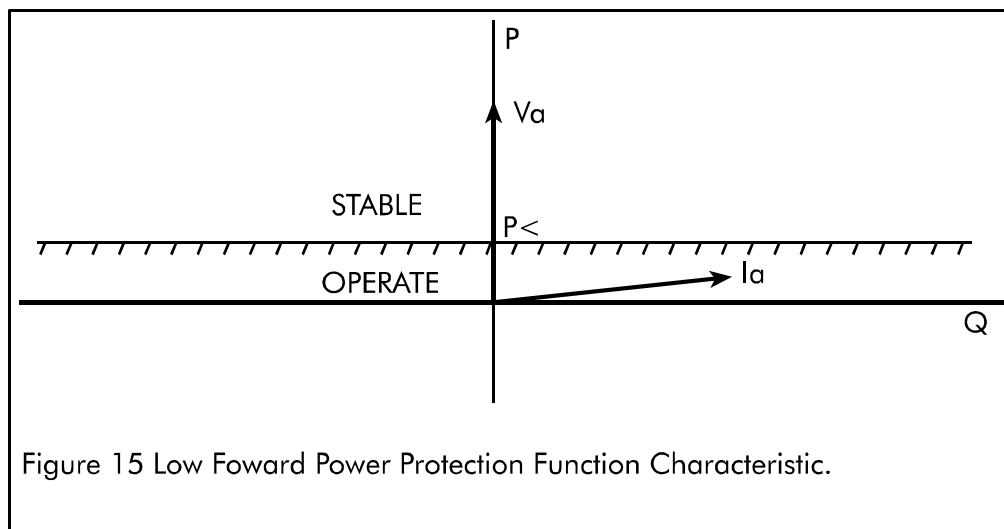 P
Va
STABLE
P<
OPERATE
Ia
Q
Figure 15 Low Foward Power Protection Function Characteristic.